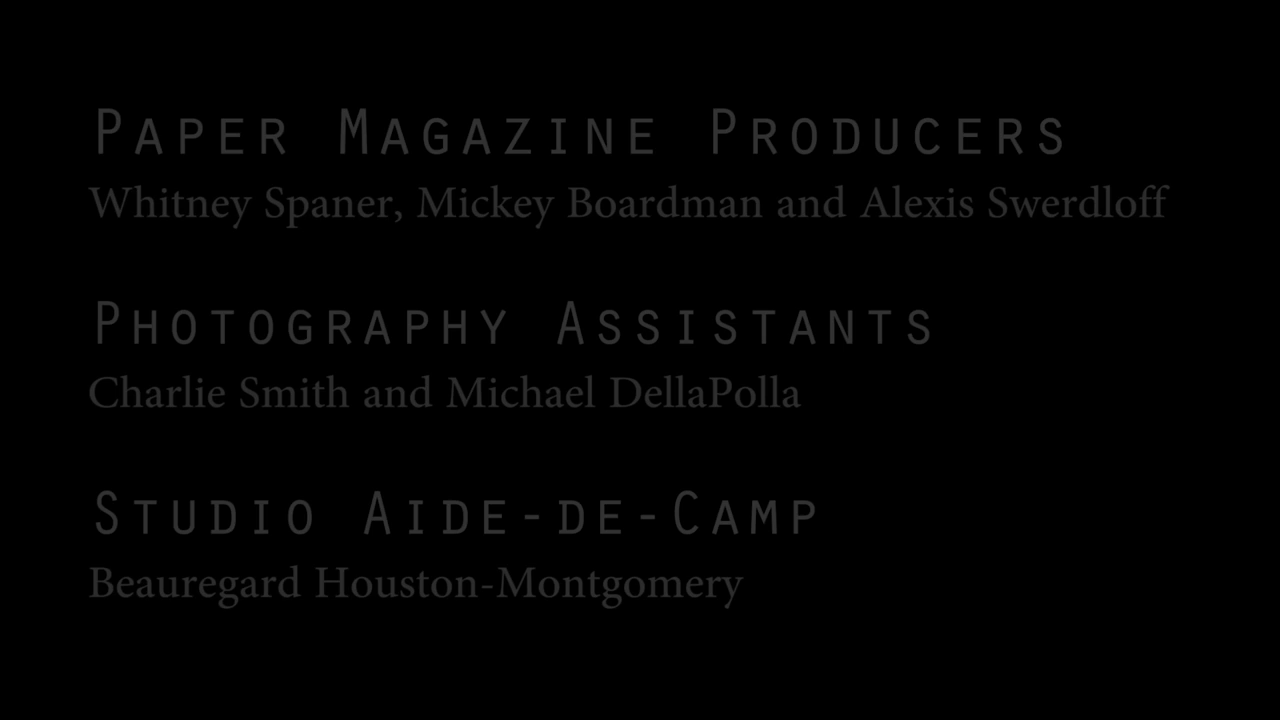 Paper Magazine Producers
Whitney Spaner, Mickey Boardman and Alexis Swerdloff
Photography Assistants
Charlie Smith and Michael DellaPolla
Studio Aide-de-Camp
Beauregard Houston-Montgomery